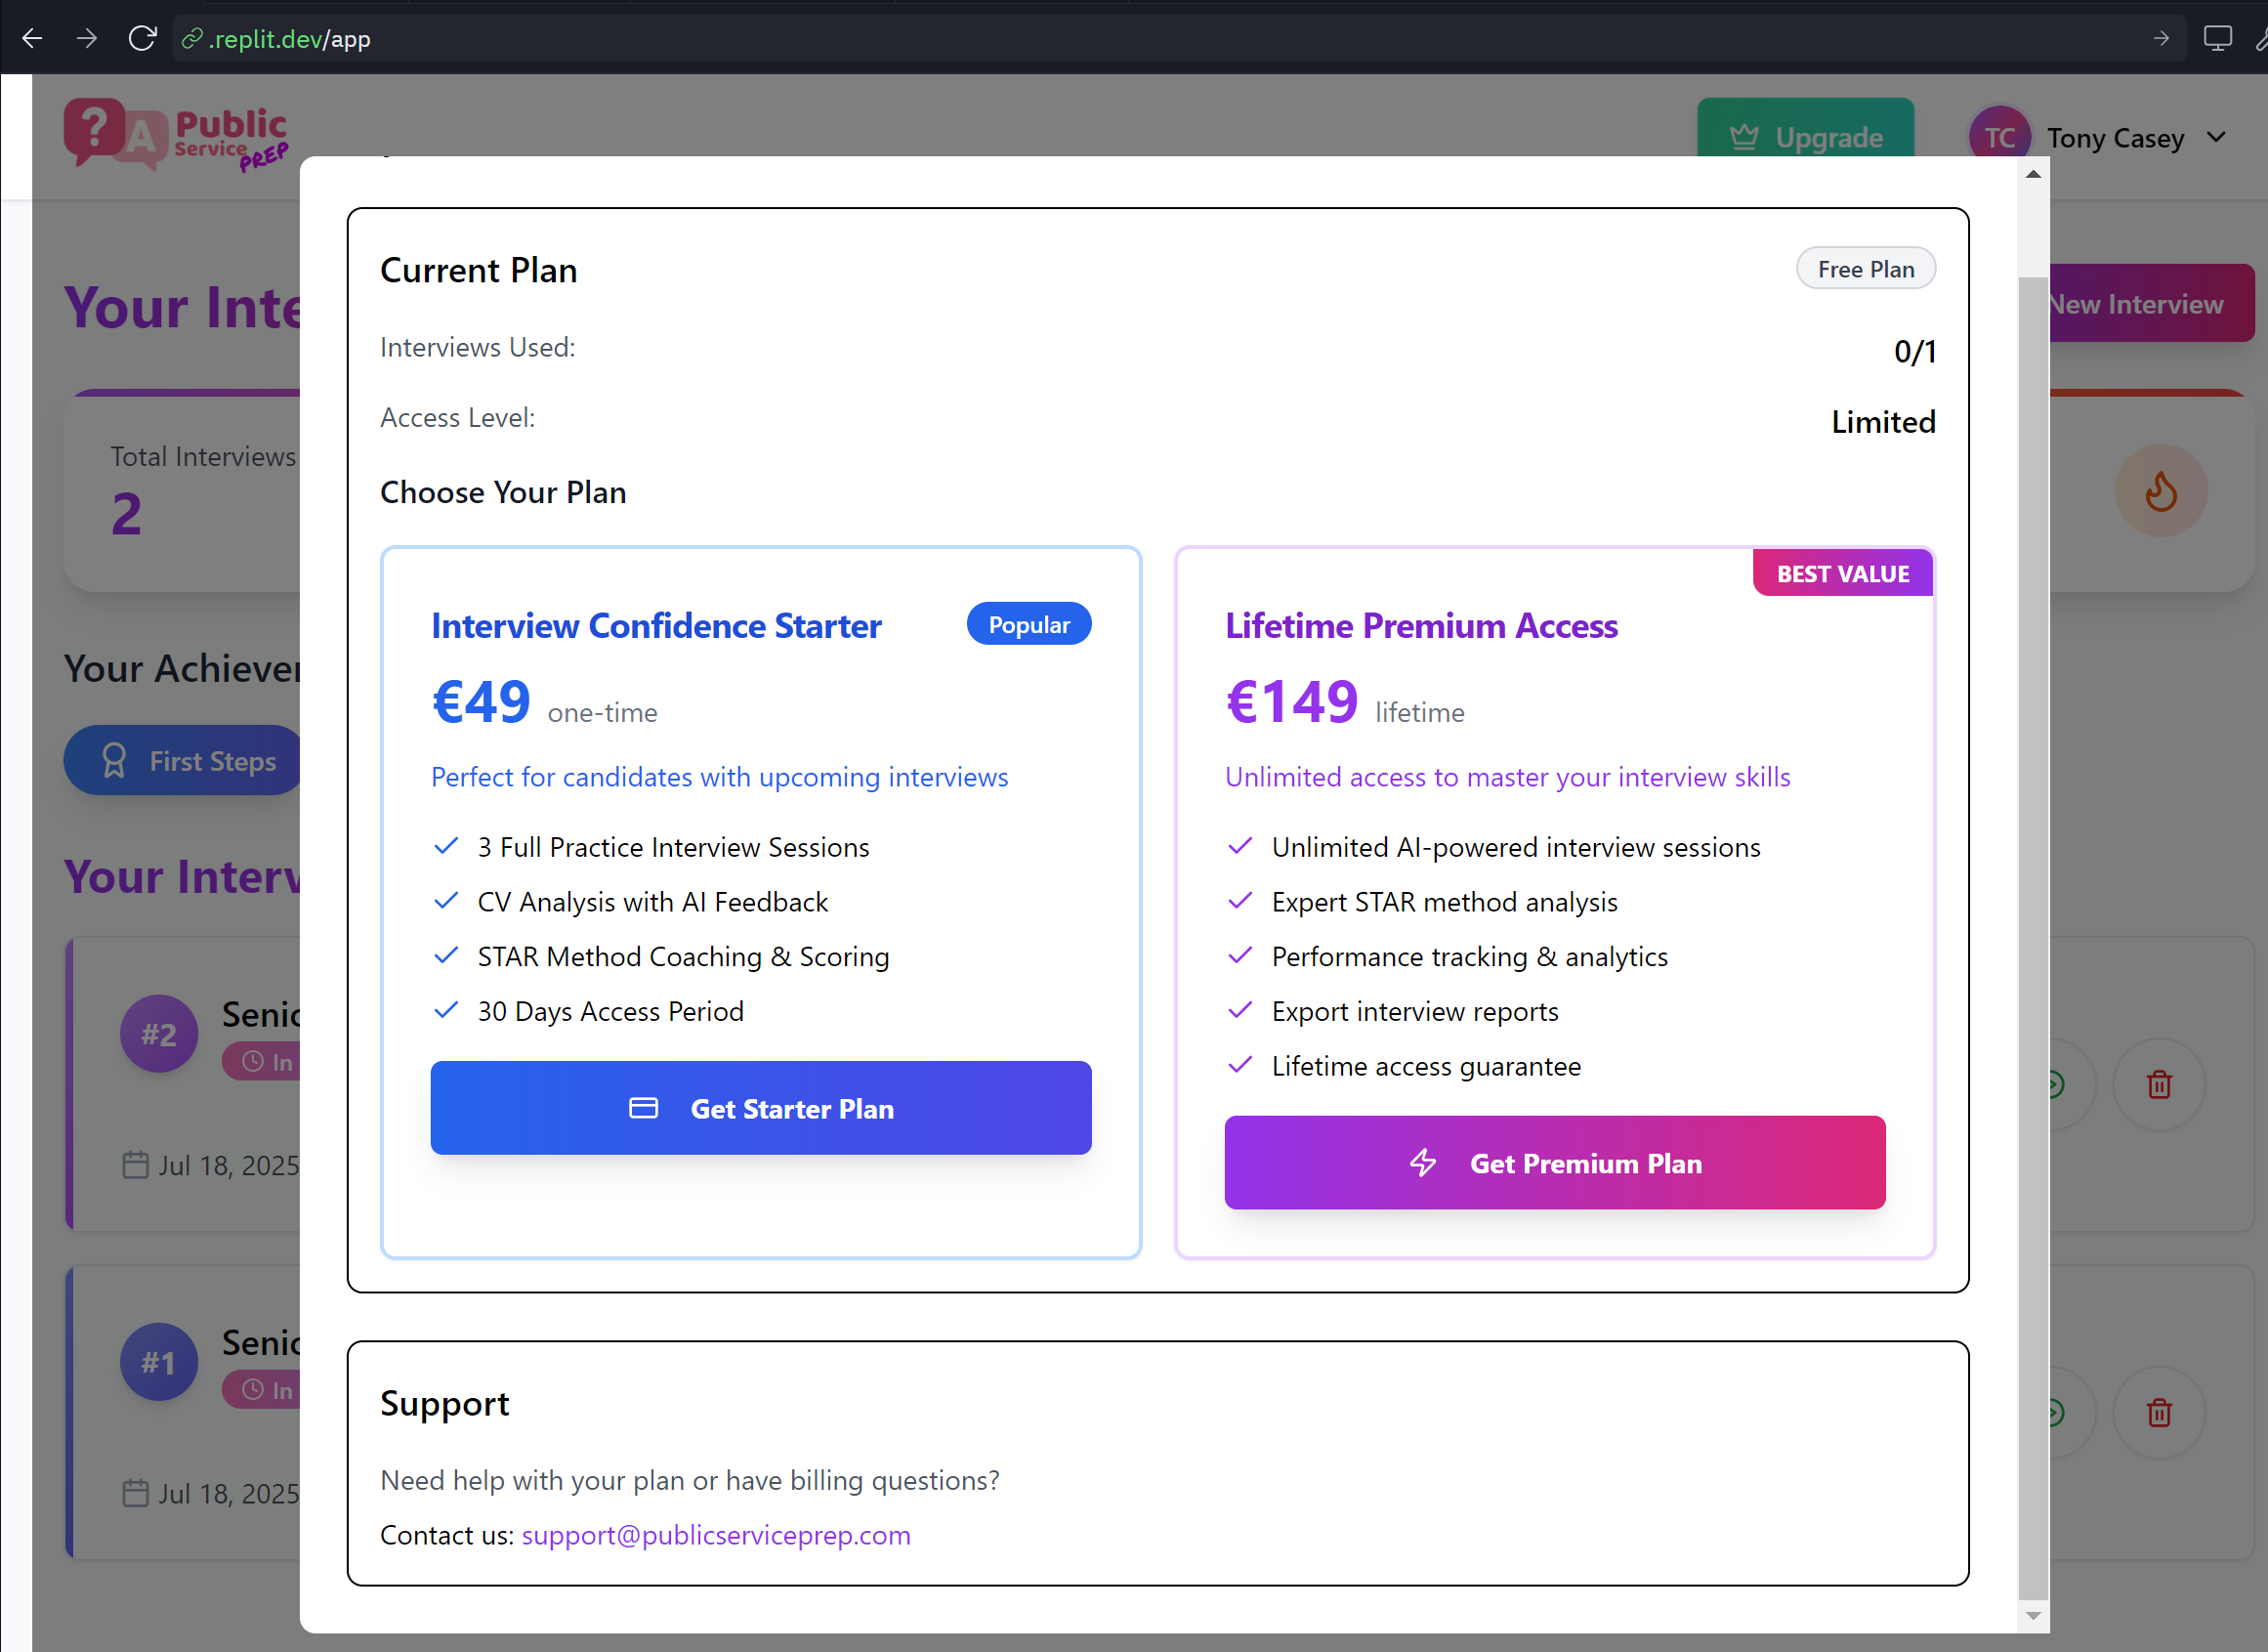 .replit.dev/app
? A Public
Service
PREP
Upgrade
TC Tony Casey
Your Inte
New Interview
Total Interviews
2
Your Achiever
First Steps
Your Interv
#2
Senic
In
Jul 18, 2025
#1
Senic
In
Jul 18, 2025
Current Plan
Free Plan
Interviews Used:
0/1
Access Level:
Limited
Choose Your Plan
Interview Confidence Starter
Popular
€49 one-time
Perfect for candidates with upcoming interviews
3 Full Practice Interview Sessions
CV Analysis with AI Feedback
STAR Method Coaching & Scoring
30 Days Access Period
Get Starter Plan
BEST VALUE
Lifetime Premium Access
€149 lifetime
Unlimited access to master your interview skills
Unlimited AI-powered interview sessions
Expert STAR method analysis
Performance tracking & analytics
Export interview reports
Lifetime access guarantee
Get Premium Plan
Support
Need help with your plan or have billing questions?
Contact us: support@publicserviceprep.com